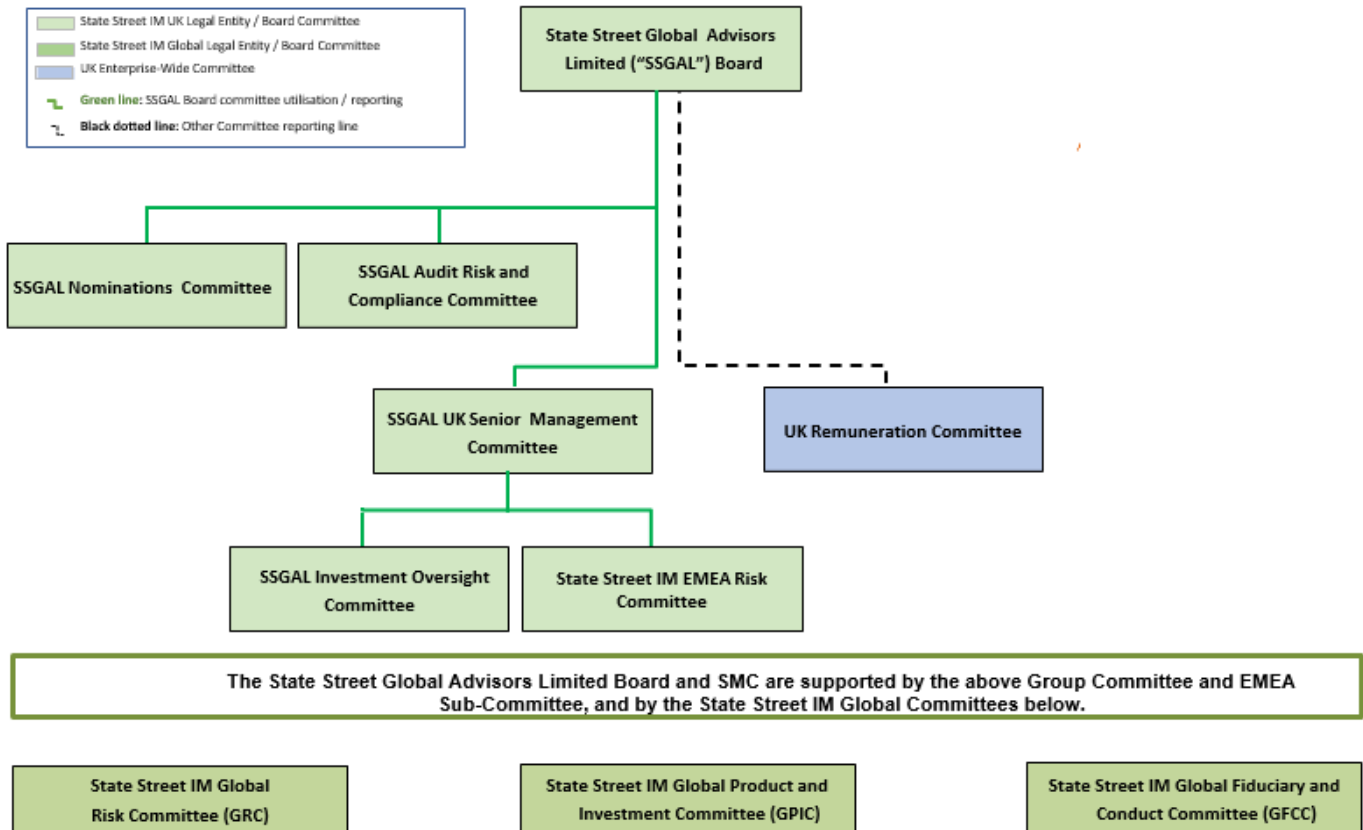 State Street IM UK Legal Entity / Board Committee
State Street IM Global Legal Entity / Board Committee
UK Enterprise-Wide Committee
Green line: SSGAL Board committee utilisation / reporting
Black dotted line: Other Committee reporting line
State Street Global Advisors
Limited (“SSGAL”) Board
SSGAL Nominations Committee
SSGAL Audit Risk and
Compliance Committee
SSGAL UK Senior Management
Committee
UK Remuneration Committee
SSGAL Investment Oversight
Committee
State Street IM EMEA Risk
Committee
The State Street Global Advisors Limited Board and SMC are supported by the above Group Committee and EMEA
Sub-Committee, and by the State Street IM Global Committees below.
State Street IM Global
Risk Committee (GRC)
State Street IM Global Product and
Investment Committee (GPIC)
State Street IM Global Fiduciary and
Conduct Committee (GFCC)